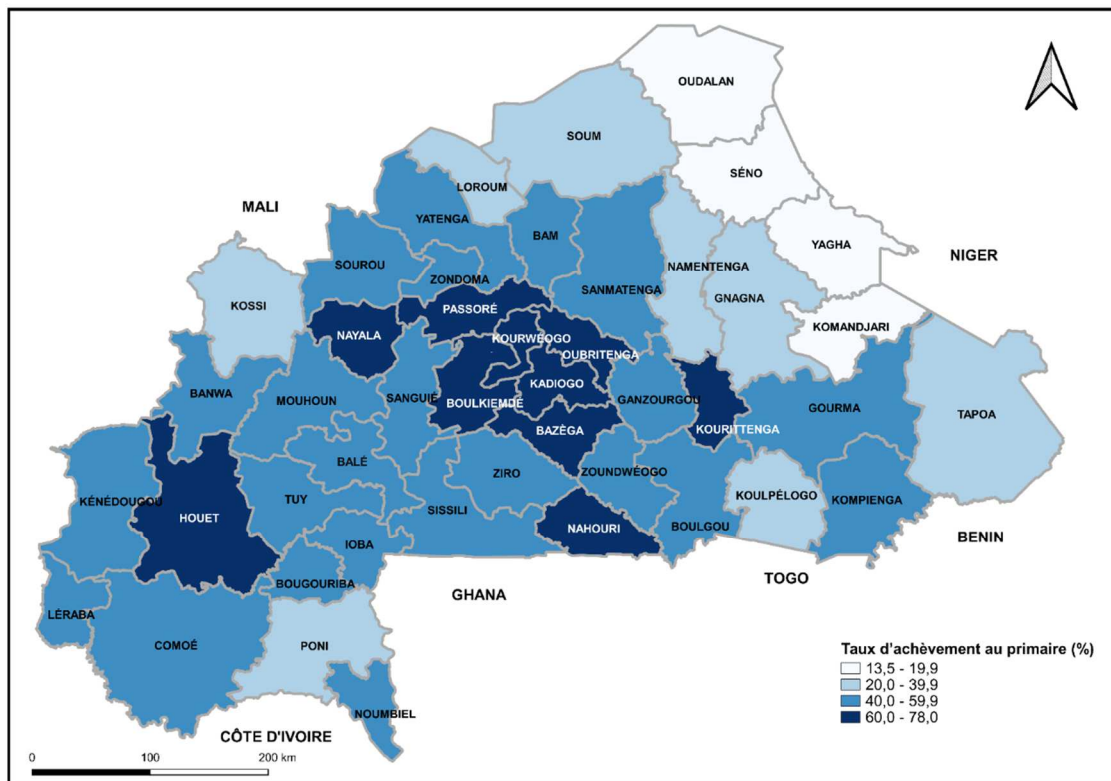 OUDALAN
SOUM
SÉNO
LOROUM
MALI
YATENGA
BAM
YAGHA
NIGER
SOUROU
NAMENTENGA
ZONDOMA
SANMATENGA
GNAGNA
KOSSI
PASSORÉ
KOMANDJARI
NAYALA
KOURWÉOGO
OUBRITENGA
BANWA
MOUHOUN
SANGUIÉ
KADIOGO
BOULKIEMDÉ
GANZOURGOU
GOURMA
TAPOA
BAZÈGA
KOURITTENGA
BALÉ
ZIRO
ZOUNDWÉOGO
KÉNÉDOUGOU
TUY
KOULPÉLOGO
KOMPIENGA
HOUET
SISSILI
NAHOURI
BOULGOU
IOBA
BENIN
BOUGOURIBA
TOGO
GHANA
LÉRABA
COMOÉ
PONI
Taux d'achèvement au primaire (%)
13,5 - 19,9
20,0 - 39,9
40,0 - 59,9
60,0 - 78,0
NOUMBIEL
CÔTE D'IVOIRE
0 100 200 km